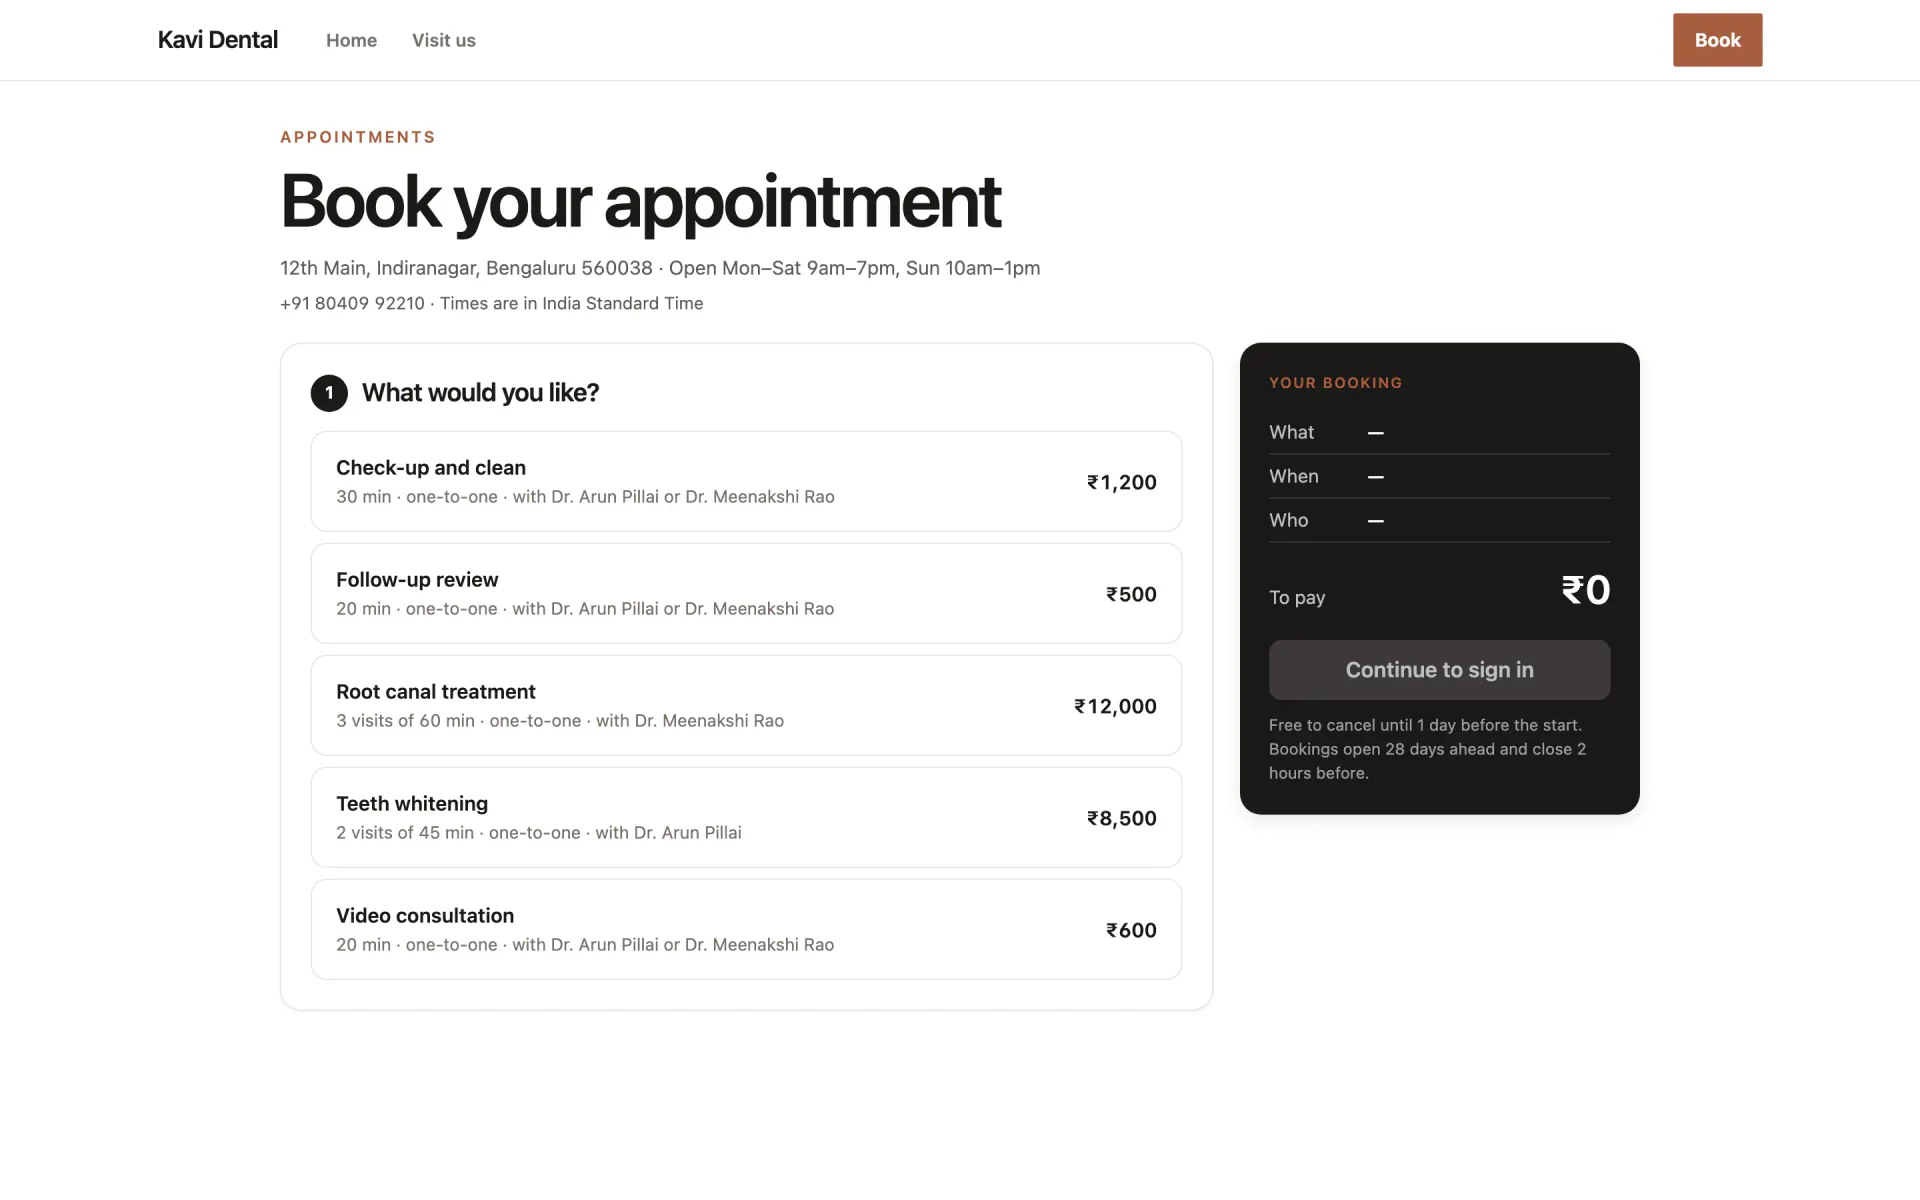 Kavi Dental
Home
Visit us
Book
APPOINTMENTS
Book your appointment
12th Main, Indiranagar, Bengaluru 560038 · Open Mon–Sat 9am–7pm, Sun 10am–1pm
+91 80409 92210 · Times are in India Standard Time
1 What would you like?
Check-up and clean
30 min · one-to-one · with Dr. Arun Pillai or Dr. Meenakshi Rao
₹1,200
Follow-up review
20 min · one-to-one · with Dr. Arun Pillai or Dr. Meenakshi Rao
₹500
Root canal treatment
3 visits of 60 min · one-to-one · with Dr. Meenakshi Rao
₹12,000
Teeth whitening
2 visits of 45 min · one-to-one · with Dr. Arun Pillai
₹8,500
Video consultation
20 min · one-to-one · with Dr. Arun Pillai or Dr. Meenakshi Rao
₹600
YOUR BOOKING
What —
When —
Who —
To pay ₹0
Continue to sign in
Free to cancel until 1 day before the start.
Bookings open 28 days ahead and close 2
hours before.